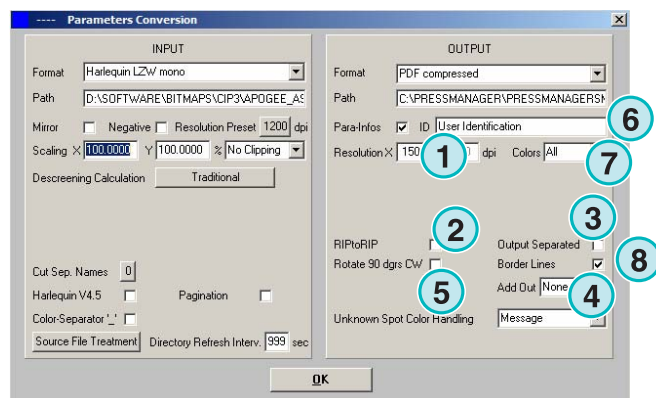 ---- Parameters Conversion
INPUT
Format Harlequin LZW mono
Path D:\SOFTWARE\BITMAPS\CIP3\APOGEE_AS
Mirror Negative Resolution Preset 1200 dpi
Scaling X 100.0000 Y 100.0000 % No Clipping
Descreening Calculation Traditional
Cut Sep. Names 0
Harlequin V4.5 Pagination
Color-Separator '_'
Source File Treatment Directory Refresh Interv. 999 sec
OUTPUT
Format PDF compressed
Path C:\PRESSMANAGER\PRESSMANAGERSM
Para-Infos ID User Identification 6
Resolution X 150 1 dpi Colors All 7
RIPtoRIP 2 Output Separated 3
Rotate 90 dgrs CW 5 Border Lines 8
Add Out None 4
Unknown Spot Color Handling Message
OK